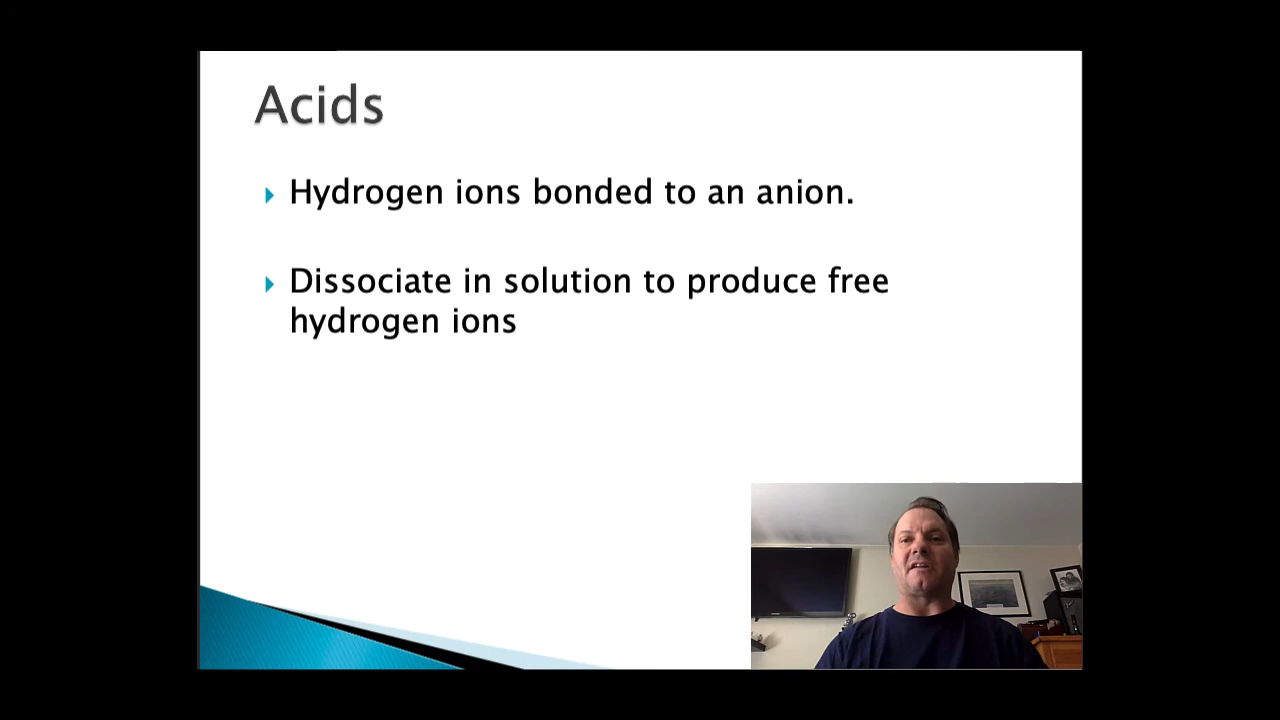 Acids
Hydrogen ions bonded to an anion.
Dissociate in solution to produce free
hydrogen ions